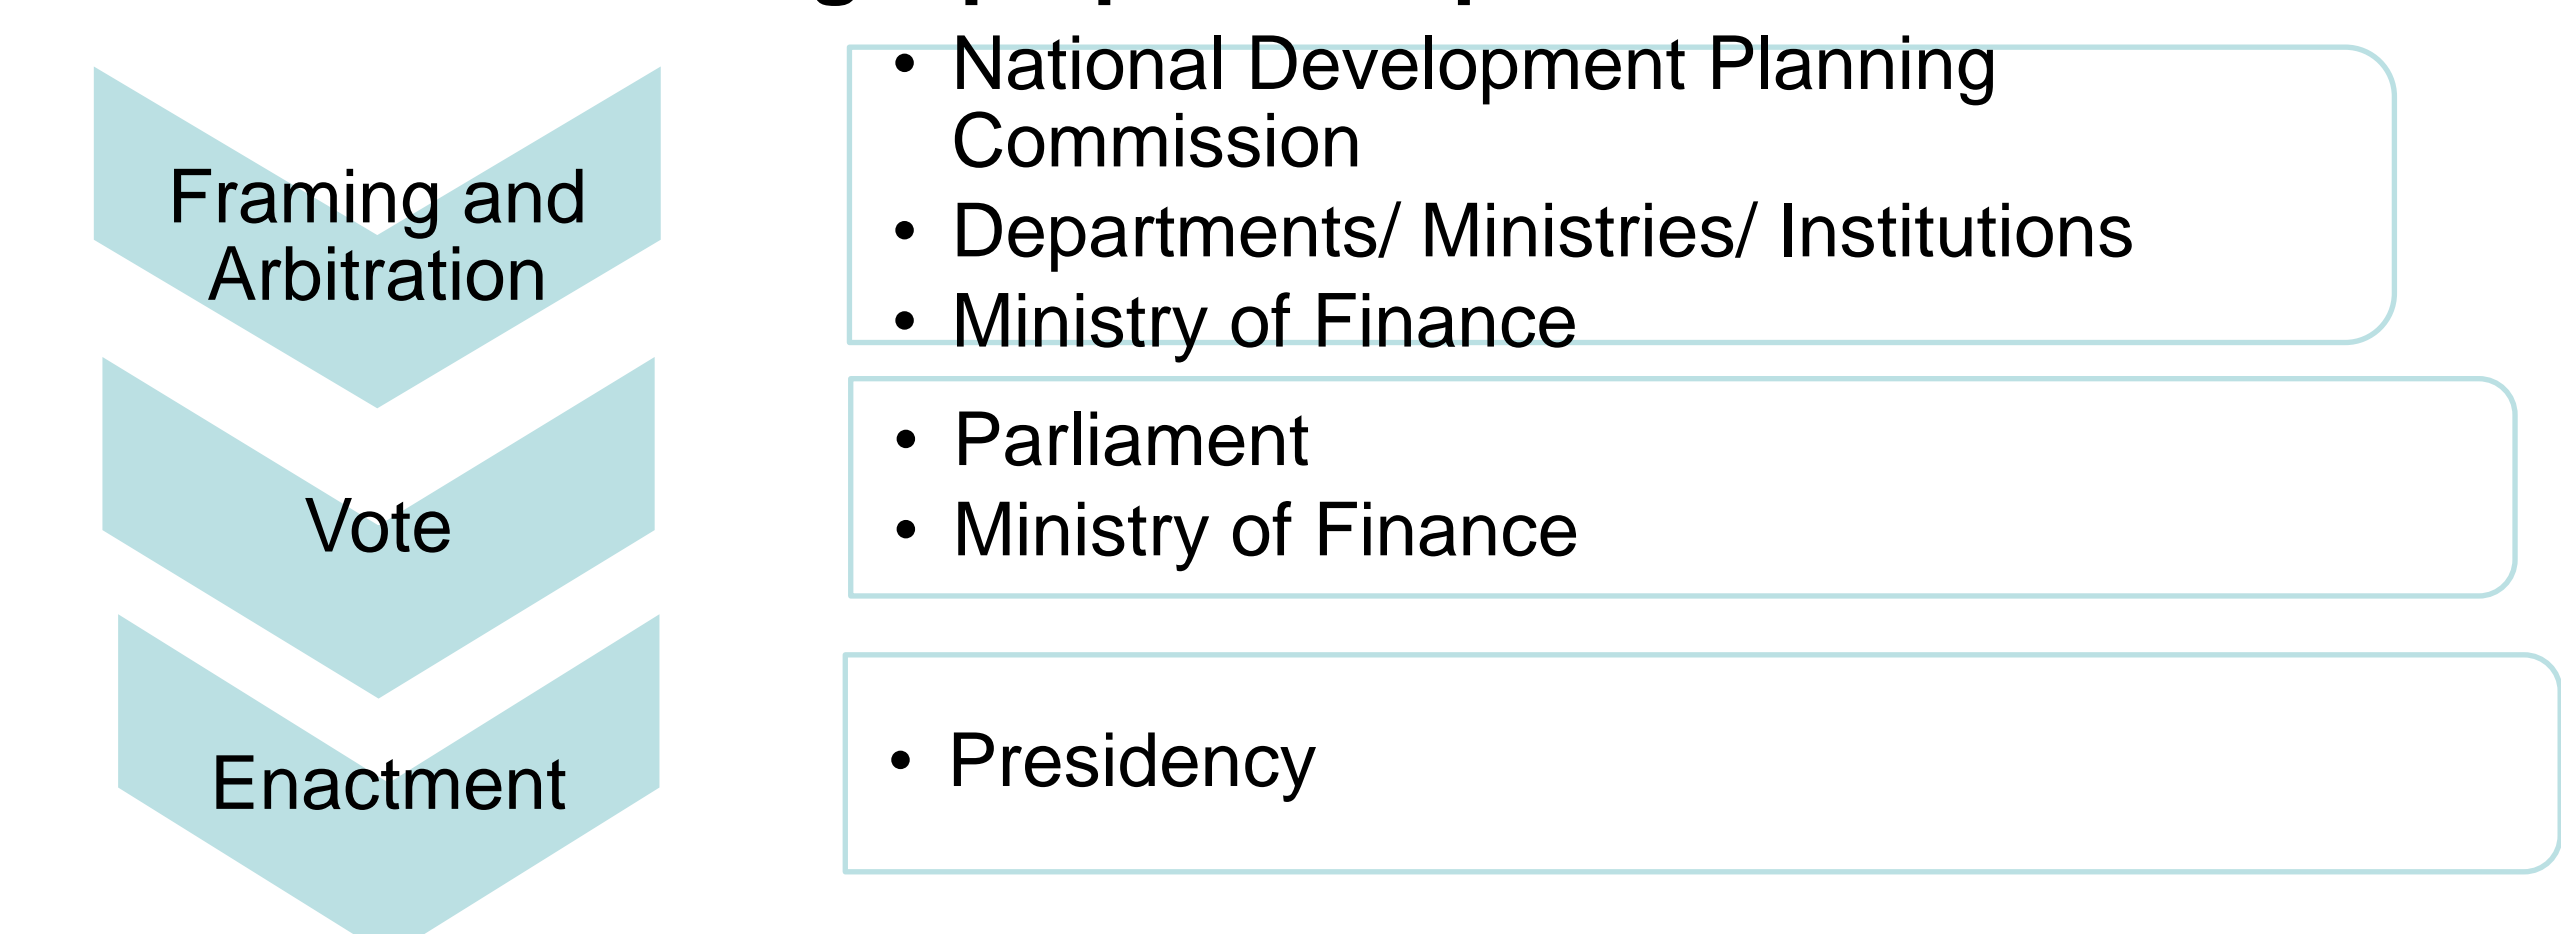 Framing and
Arbitration
• National Development Planning
Commission
• Departments/ Ministries/ Institutions
• Ministry of Finance
Vote
• Parliament
• Ministry of Finance
Enactment
• Presidency